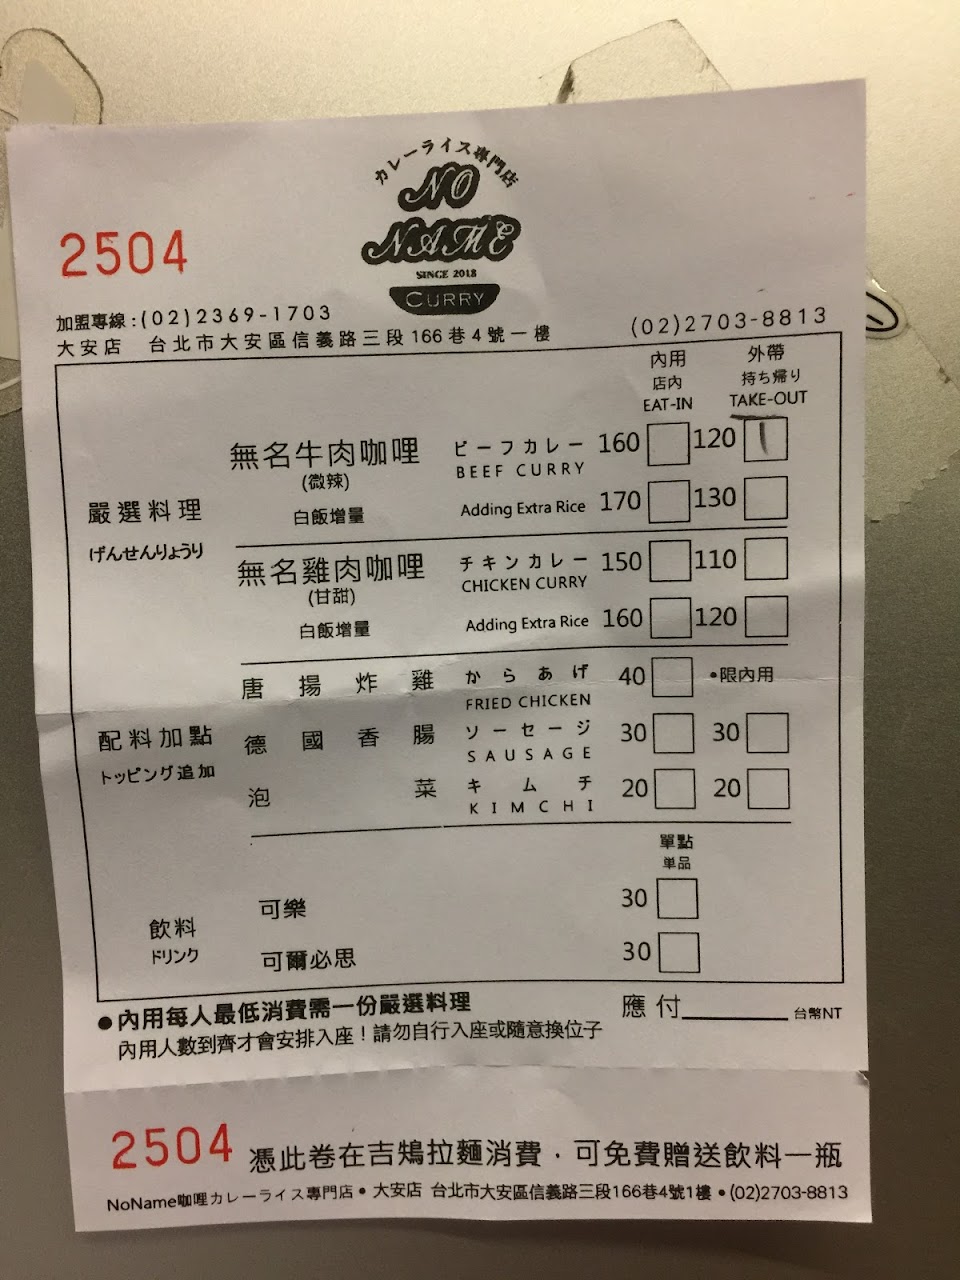 カレーライス專門店
NO
NAME
SINCE 2018
CURRY
2504
加盟專線:(02)2369-1703
大安店 台北市大安區信義路三段166巷4號一樓 (02)2703-8813
內用 外帶
店內 持ち帰り
EAT-IN TAKE-OUT
無名牛肉咖哩 ビーフカレー 160 120
(微辣) BEEF CURRY
嚴選料理 白飯增量 Adding Extra Rice 170 130
げんせんりょうり
無名雞肉咖哩 チキンカレー 150 110
(甘甜) CHICKEN CURRY
白飯增量 Adding Extra Rice 160 120
唐揚炸雞 からあげ 40 •限內用
FRIED CHICKEN
配料加點 德國香腸 ソーセージ 30 30
トッピング追加 SAUSAGE
泡菜 キムチ 20 20
KIMCHI
單點
単品
可樂 30
飲料
ドリンク
可爾必思 30
●內用每人最低消費需一份嚴選料理 應付 台幣NT
內用人數到齊才會安排入座!請勿自行入座或隨意換位子
2504 憑此卷在吉鴩拉麵消費.可免費贈送飲料一瓶
NoName咖哩カレーライス專門店•大安店 台北市大安區信義路三段166巷4號1樓•(02)2703-8813